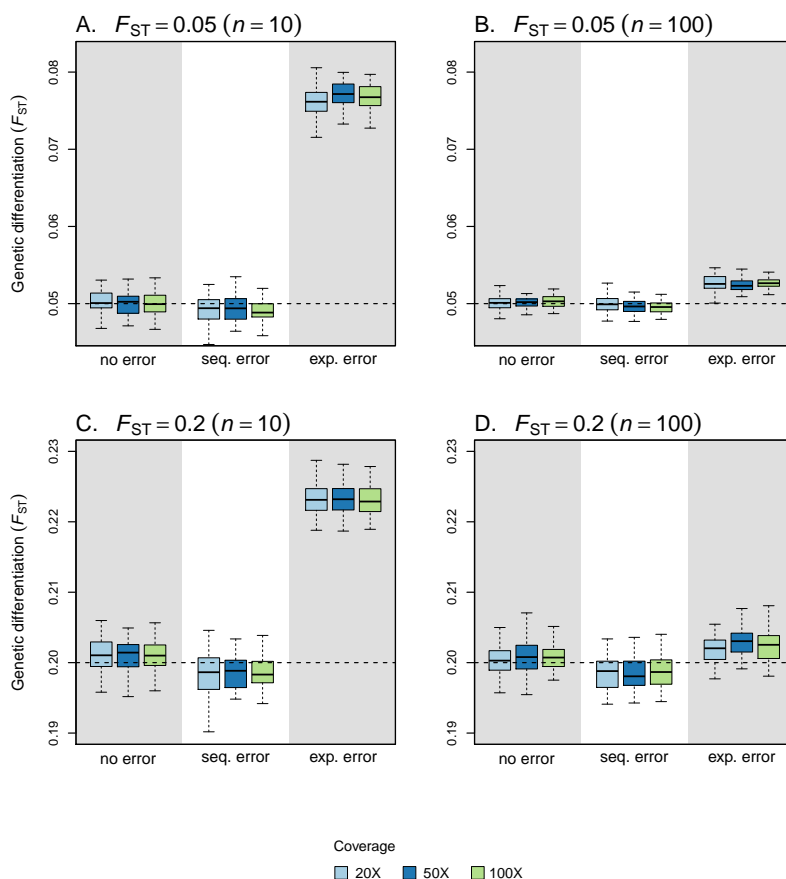 A. F_ST = 0.05 (n = 10)
B. F_ST = 0.05 (n = 100)
Genetic differentiation (F_ST)
0.08
0.07
0.06
0.05
0.08
0.07
0.06
0.05
no error seq. error exp. error
no error seq. error exp. error
C. F_ST = 0.2 (n = 10)
D. F_ST = 0.2 (n = 100)
Genetic differentiation (F_ST)
0.23
0.22
0.21
0.20
0.19
0.23
0.22
0.21
0.20
0.19
no error seq. error exp. error
no error seq. error exp. error
Coverage
20X 50X 100X